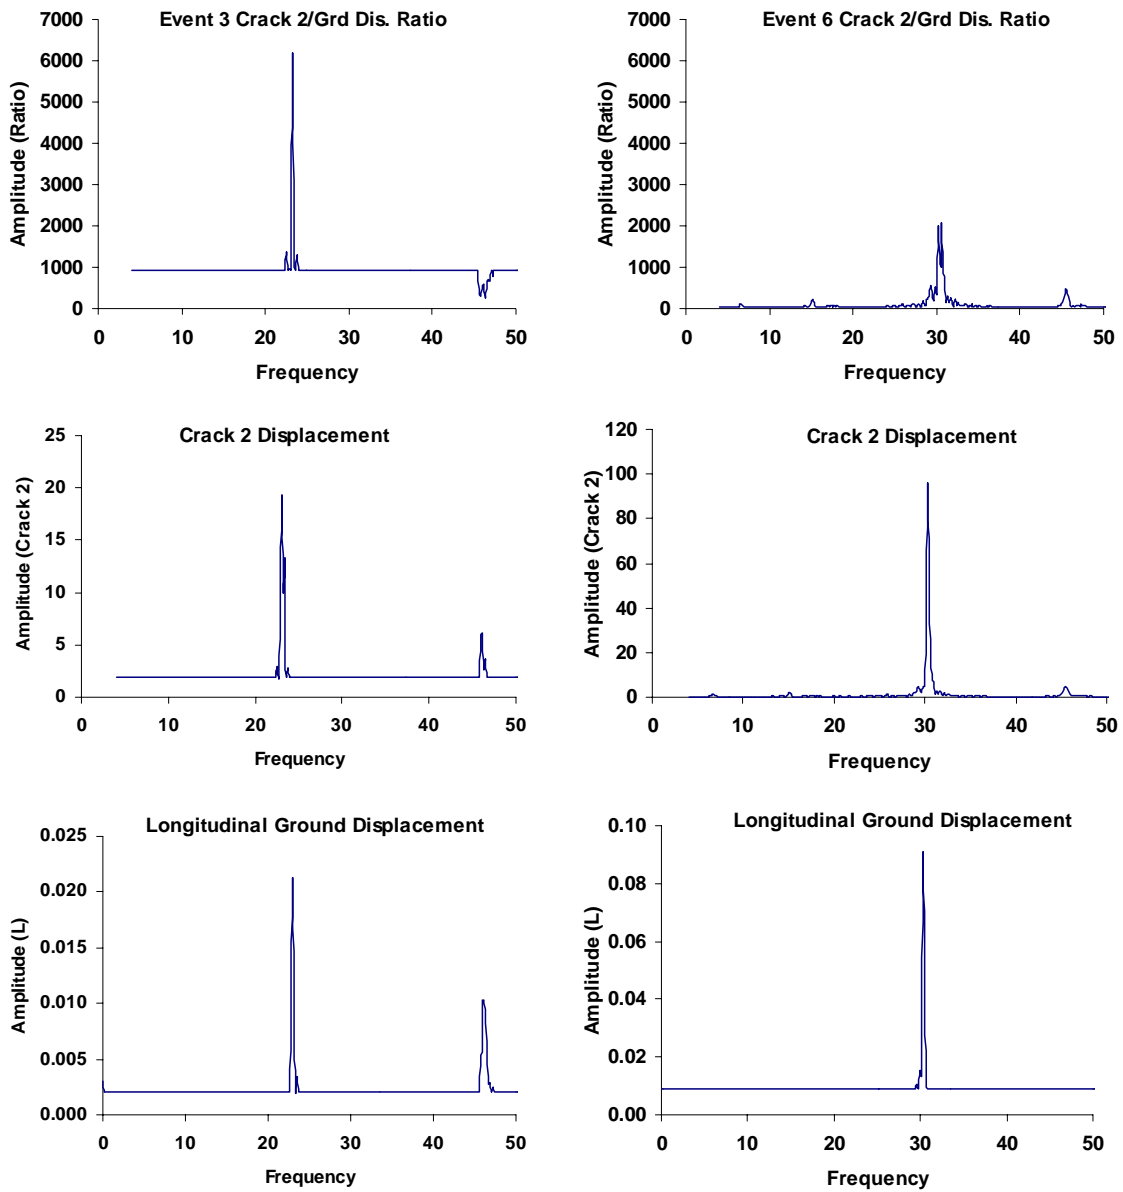 Event 3 Crack 2/Grd Dis. Ratio
Amplitude (Ratio)
7000
6000
5000
4000
3000
2000
1000
0
0 10 20 30 40 50
Frequency
Event 6 Crack 2/Grd Dis. Ratio
Amplitude (Ratio)
7000
6000
5000
4000
3000
2000
1000
0
0 10 20 30 40 50
Frequency
Crack 2 Displacement
Amplitude (Crack 2)
25
20
15
10
5
0
0 10 20 30 40 50
Frequency
Crack 2 Displacement
Amplitude (Crack 2)
120
100
80
60
40
20
0
0 10 20 30 40 50
Frequency
Longitudinal Ground Displacement
Amplitude (L)
0.025
0.020
0.015
0.010
0.005
0.000
0 10 20 30 40 50
Frequency
Longitudinal Ground Displacement
Amplitude (L)
0.10
0.08
0.06
0.04
0.02
0.00
0 10 20 30 40 50
Frequency